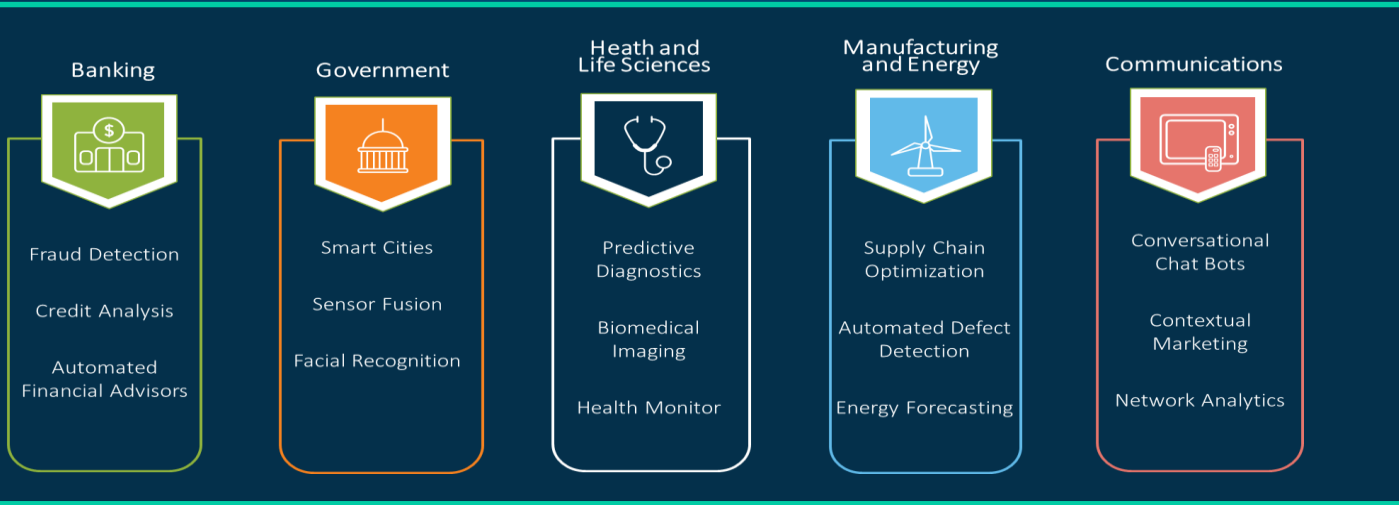 Banking
Fraud Detection
Credit Analysis
Automated
Financial Advisors
Government
Smart Cities
Sensor Fusion
Facial Recognition
Heath and
Life Sciences
Predictive
Diagnostics
Biomedical
Imaging
Health Monitor
Manufacturing
and Energy
Supply Chain
Optimization
Automated Defect
Detection
Energy Forecasting
Communications
Conversational
Chat Bots
Contextual
Marketing
Network Analytics
$